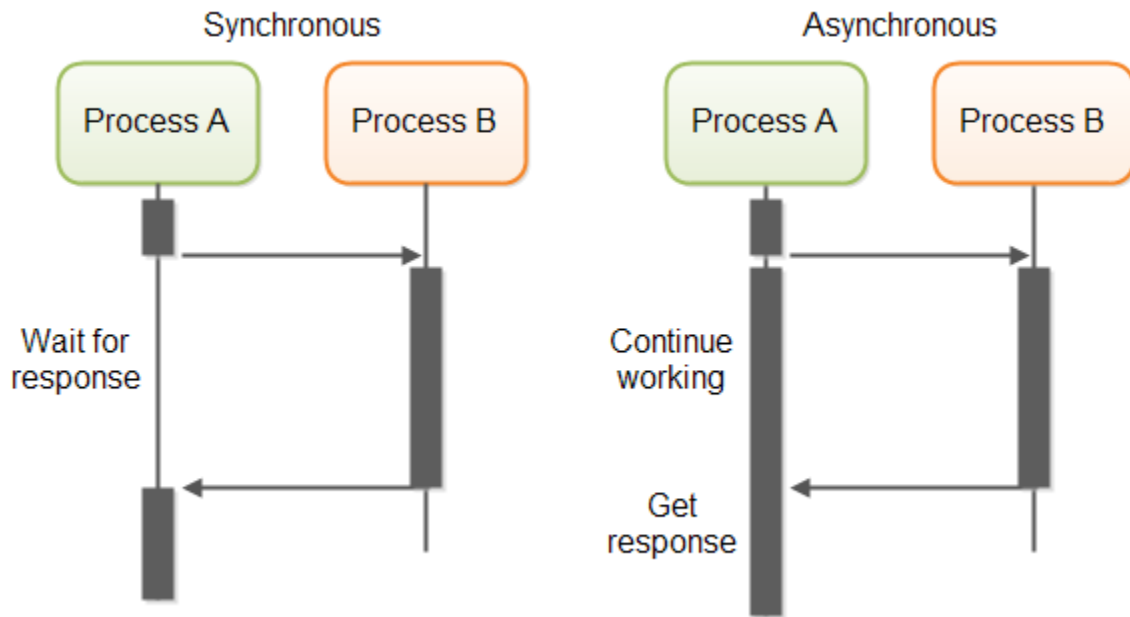 Synchronous
Asynchronous
Process A
Process B
Process A
Process B
Wait for
response
Continue
working
Get
response